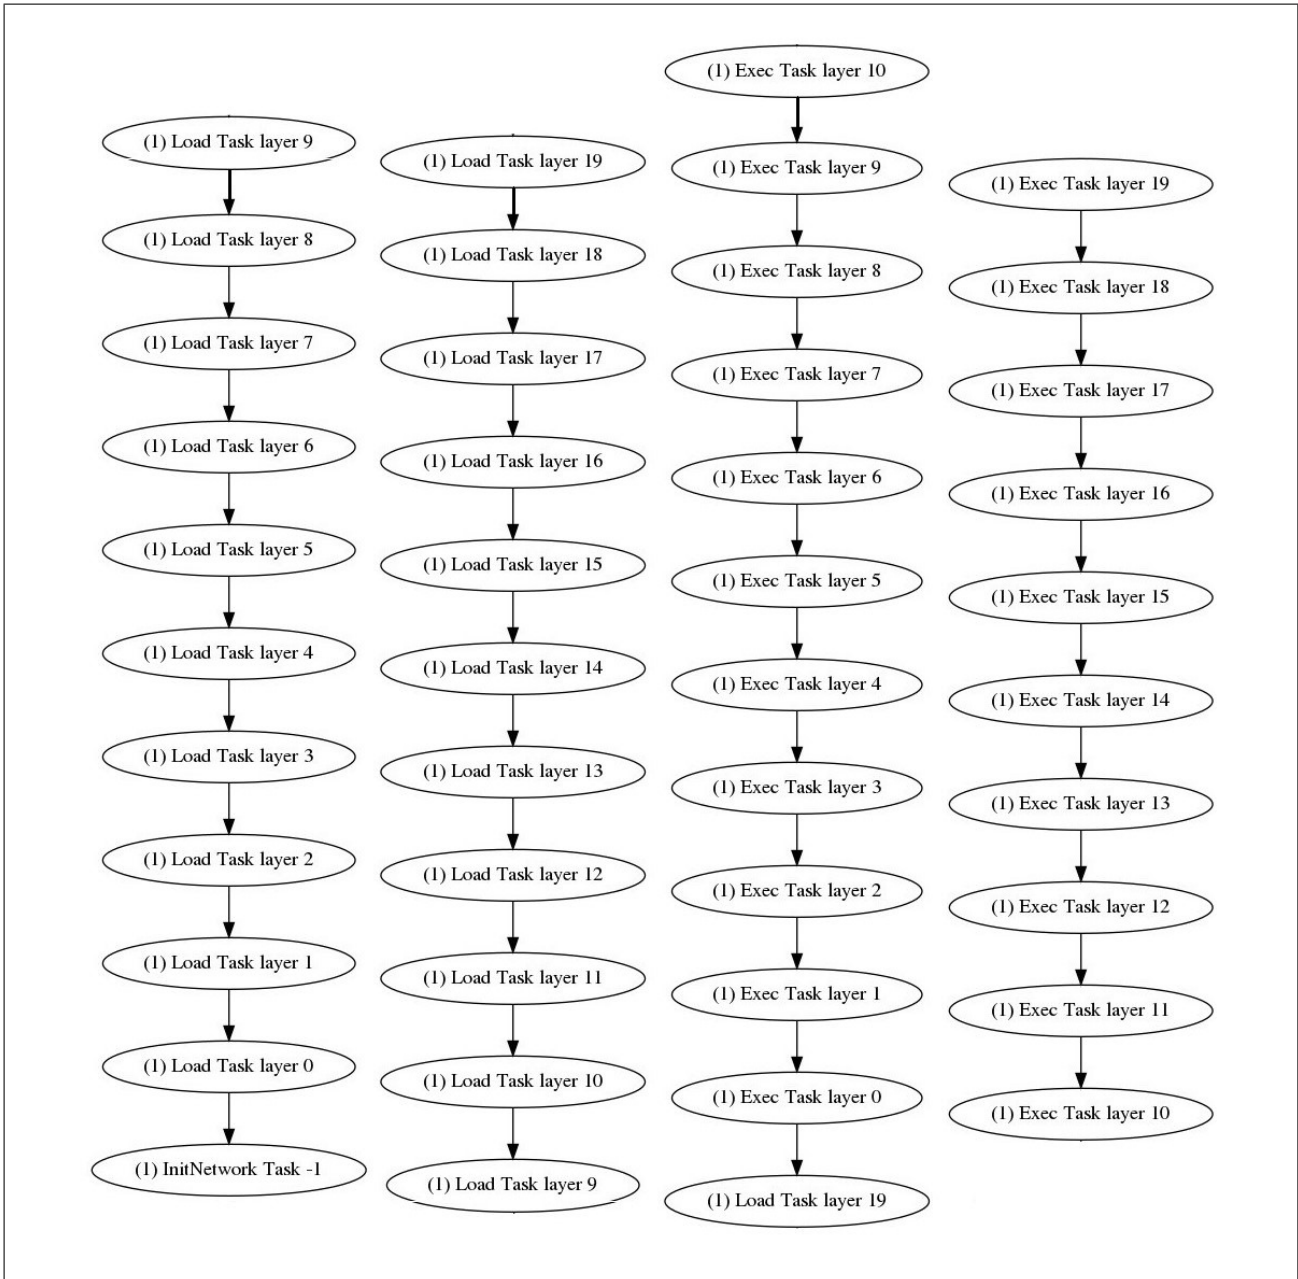 (1) Load Task layer 9
(1) Load Task layer 8
(1) Load Task layer 7
(1) Load Task layer 6
(1) Load Task layer 5
(1) Load Task layer 4
(1) Load Task layer 3
(1) Load Task layer 2
(1) Load Task layer 1
(1) Load Task layer 0
(1) InitNetwork Task -1
(1) Load Task layer 19
(1) Load Task layer 18
(1) Load Task layer 17
(1) Load Task layer 16
(1) Load Task layer 15
(1) Load Task layer 14
(1) Load Task layer 13
(1) Load Task layer 12
(1) Load Task layer 11
(1) Load Task layer 10
(1) Load Task layer 9
(1) Exec Task layer 10
(1) Exec Task layer 9
(1) Exec Task layer 8
(1) Exec Task layer 7
(1) Exec Task layer 6
(1) Exec Task layer 5
(1) Exec Task layer 4
(1) Exec Task layer 3
(1) Exec Task layer 2
(1) Exec Task layer 1
(1) Exec Task layer 0
(1) Load Task layer 19
(1) Exec Task layer 19
(1) Exec Task layer 18
(1) Exec Task layer 17
(1) Exec Task layer 16
(1) Exec Task layer 15
(1) Exec Task layer 14
(1) Exec Task layer 13
(1) Exec Task layer 12
(1) Exec Task layer 11
(1) Exec Task layer 10